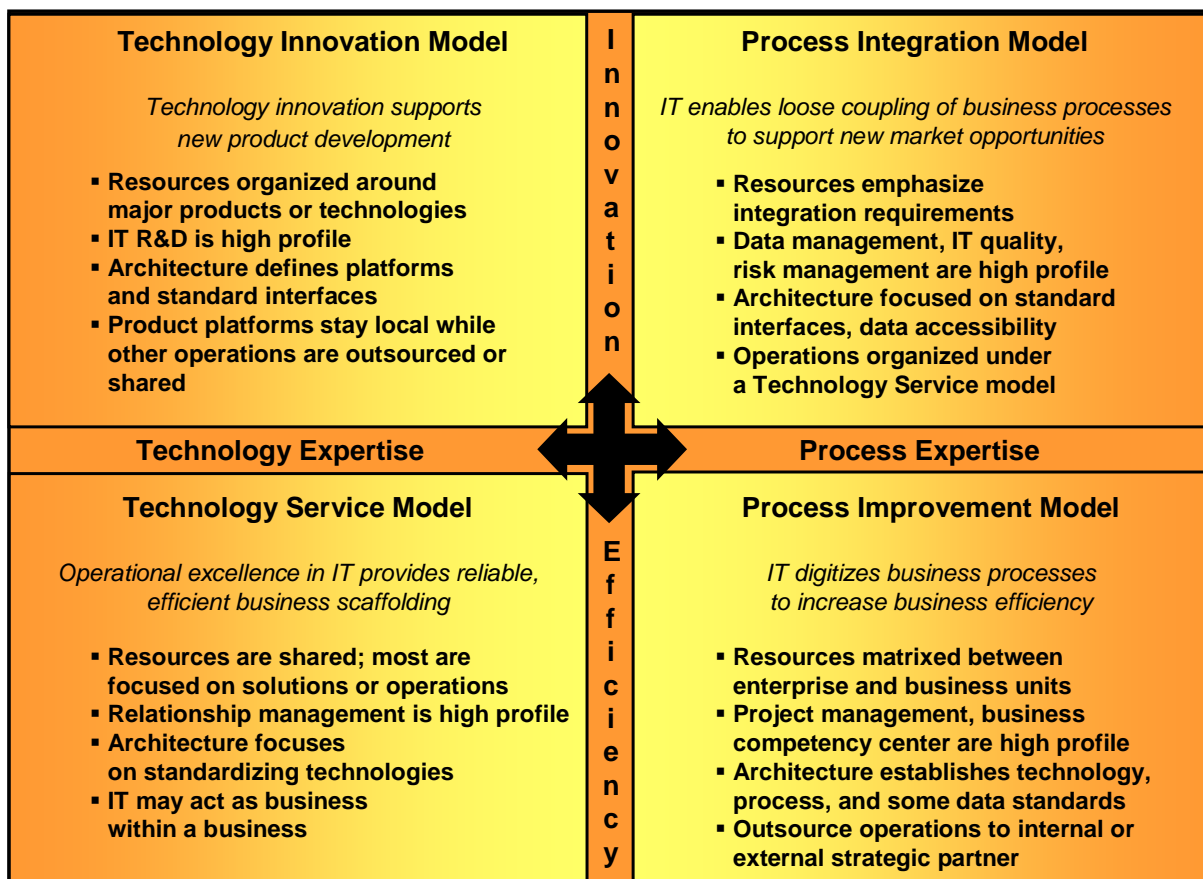 Technology Innovation Model
Technology innovation supports
new product development
▪ Resources organized around
major products or technologies
▪ IT R&D is high profile
▪ Architecture defines platforms
and standard interfaces
▪ Product platforms stay local while
other operations are outsourced or
shared
Innovation
Process Integration Model
IT enables loose coupling of business processes
to support new market opportunities
▪ Resources emphasize
integration requirements
▪ Data management, IT quality,
risk management are high profile
▪ Architecture focused on standard
interfaces, data accessibility
▪ Operations organized under
a Technology Service model
Technology Expertise
Process Expertise
Technology Service Model
Operational excellence in IT provides reliable,
efficient business scaffolding
▪ Resources are shared; most are
focused on solutions or operations
▪ Relationship management is high profile
▪ Architecture focuses
on standardizing technologies
▪ IT may act as business
within a business
Efficiency
Process Improvement Model
IT digitizes business processes
to increase business efficiency
▪ Resources matrixed between
enterprise and business units
▪ Project management, business
competency center are high profile
▪ Architecture establishes technology,
process, and some data standards
▪ Outsource operations to internal or
external strategic partner